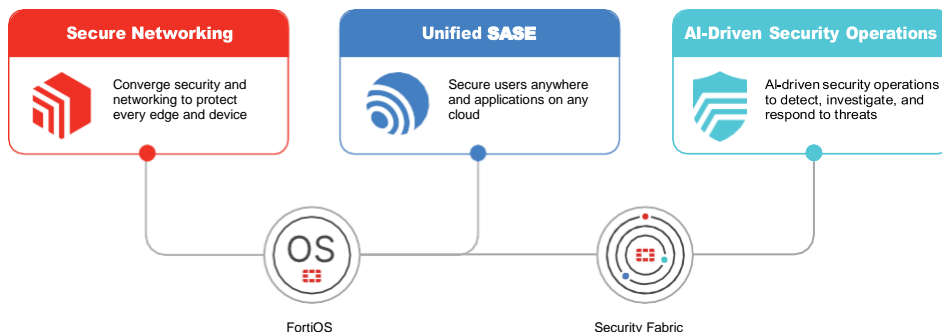 Secure Networking
Converge security and
networking to protect
every edge and device
Unified SASE
Secure users anywhere
and applications on any
cloud
AI-Driven Security Operations
AI-driven security operations
to detect, investigate, and
respond to threats
OS
FortiOS
Security Fabric